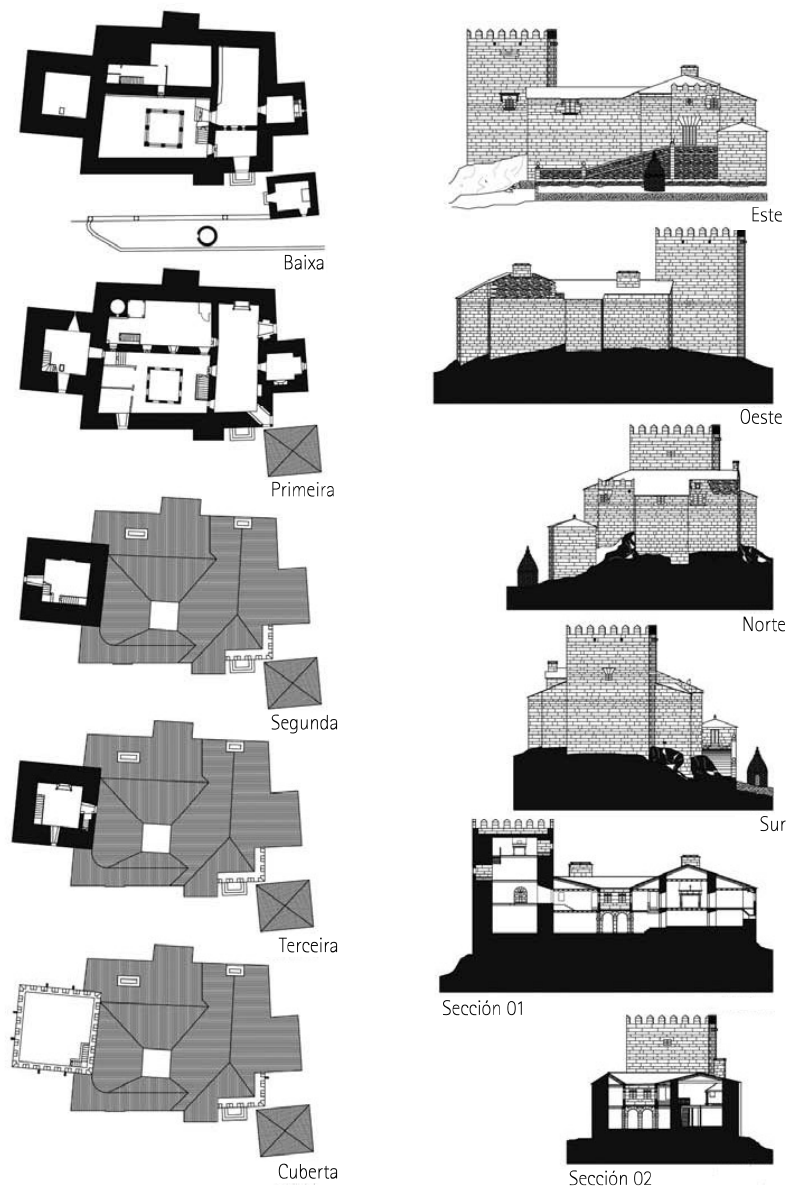 Baixa
Primeira
Segunda
Terceira
Cuberta
Este
Oeste
Norte
Sur
Sección 01
Sección 02